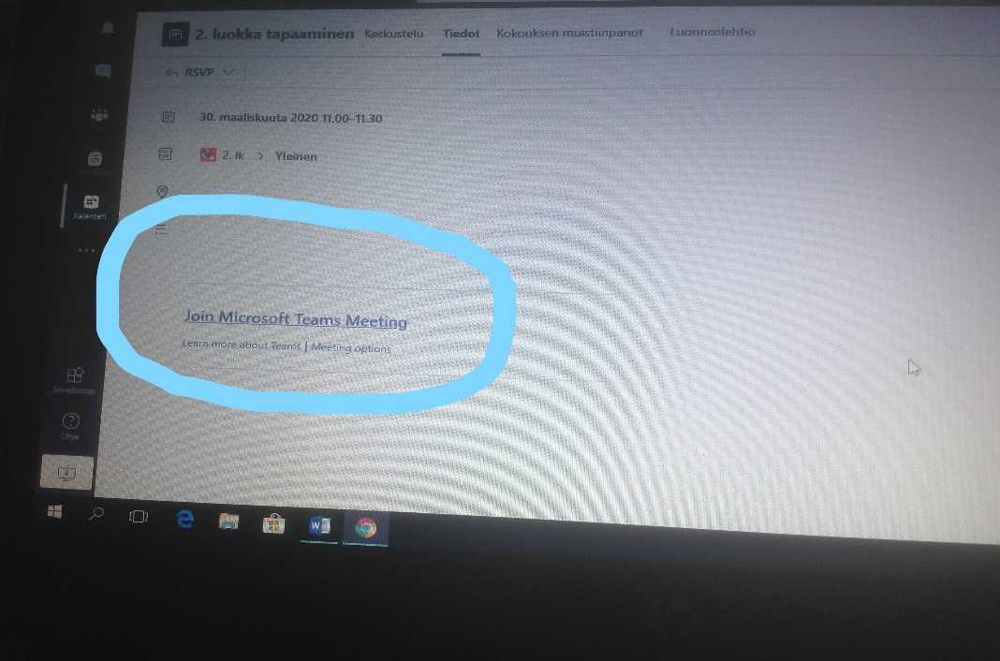 2. luokka tapaaminen Keskustelu Tiedot Kokouksen muistiinpanot Luonnoslehtiö
RSVP
30. maaliskuuta 2020 11.00–11.30
2. lk > Yleinen
Kalenteri
Join Microsoft Teams Meeting
Learn more about Teams | Meeting options
Sovellukset
Ohje